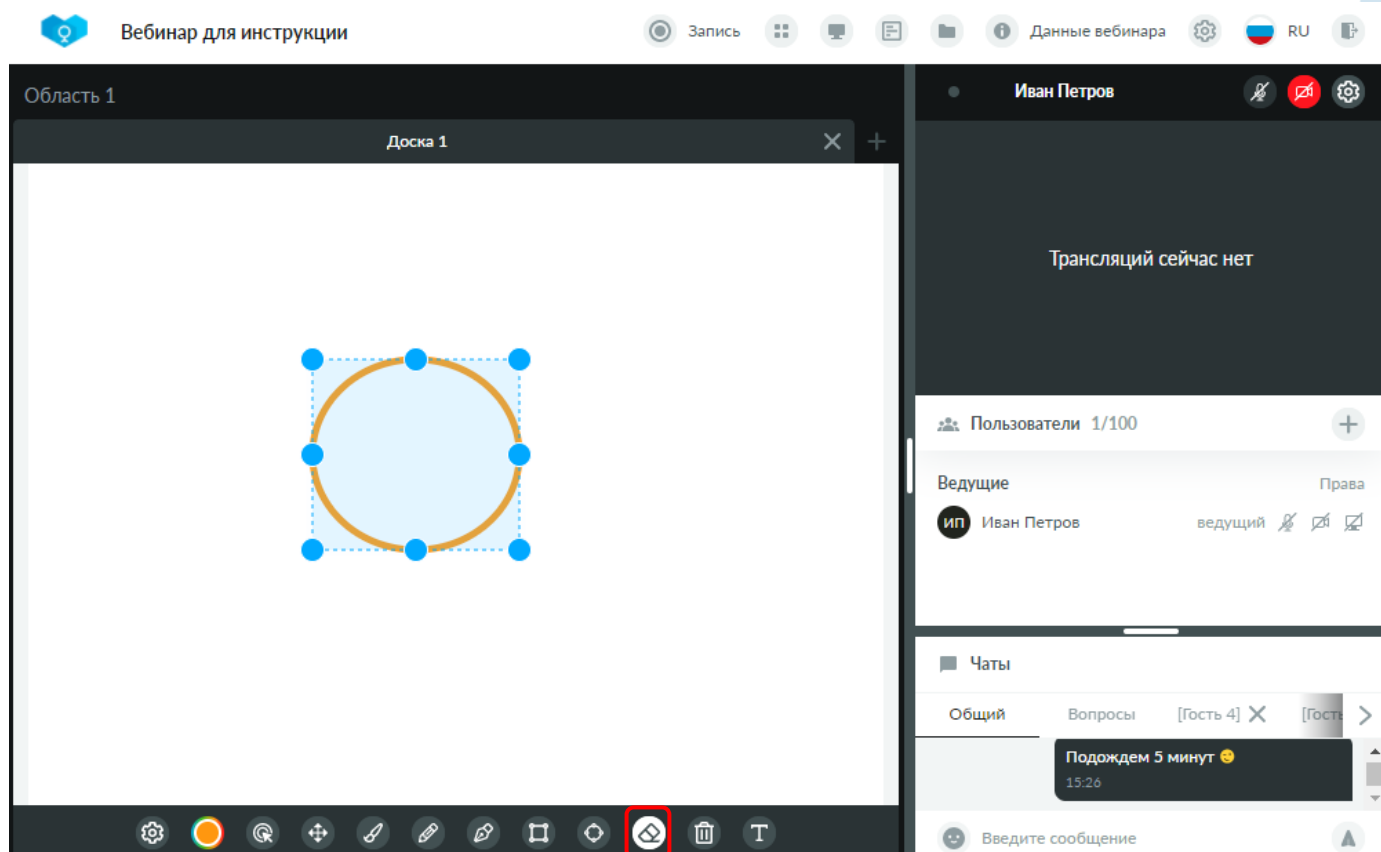 Вебинар для инструкции
Запись
Данные вебинара
RU
Область 1
Доска 1
Иван Петров
Трансляций сейчас нет
Пользователи 1/100
Ведущие Права
ИП Иван Петров ведущий
Чаты
Общий Вопросы [Гость 4] [Гость
Подождем 5 минут
15:26
Введите сообщение
T